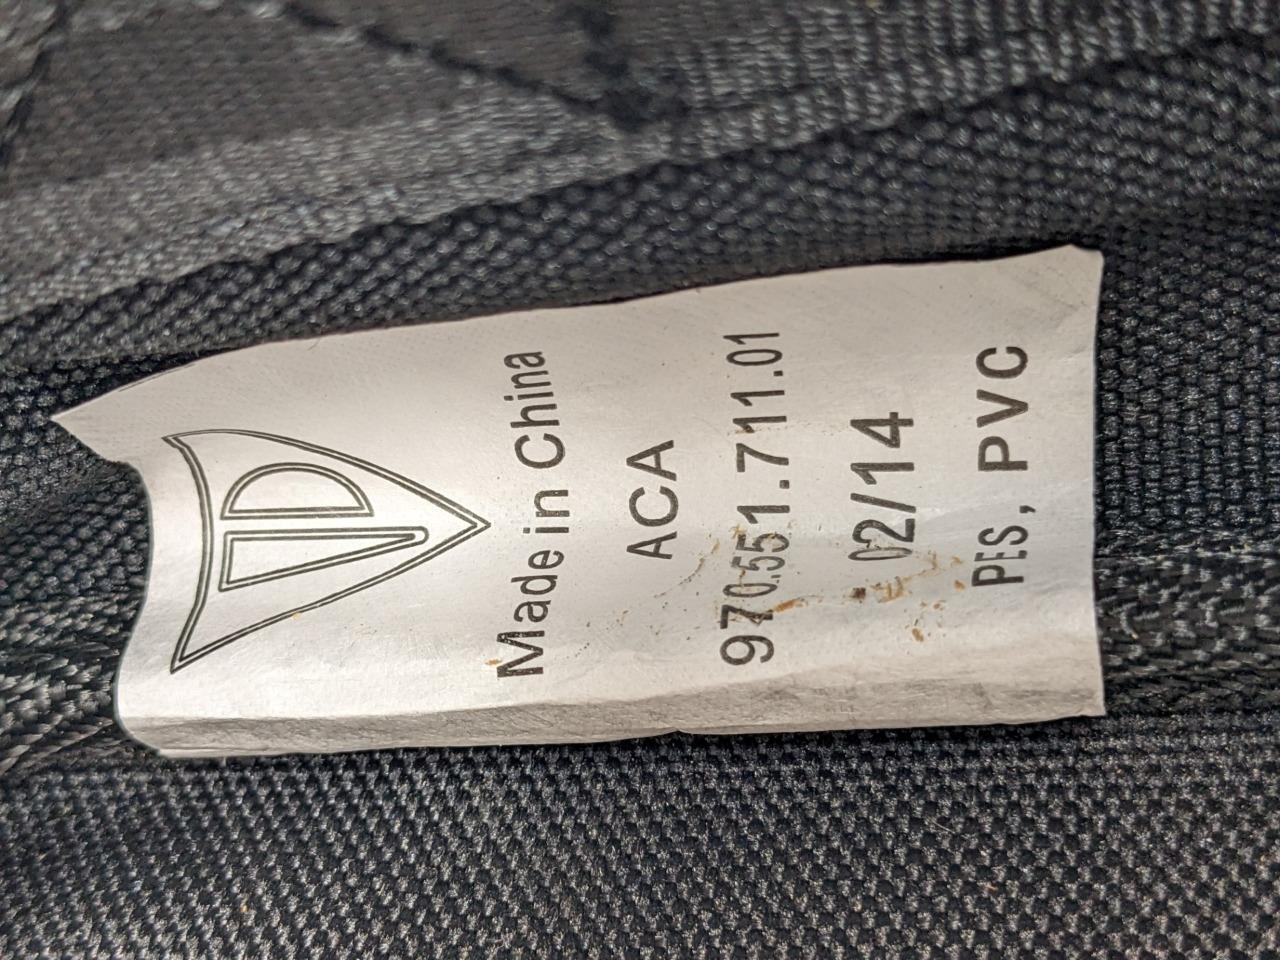 Made in China
ACA
970.551.711.01
02/14
PES, PVC